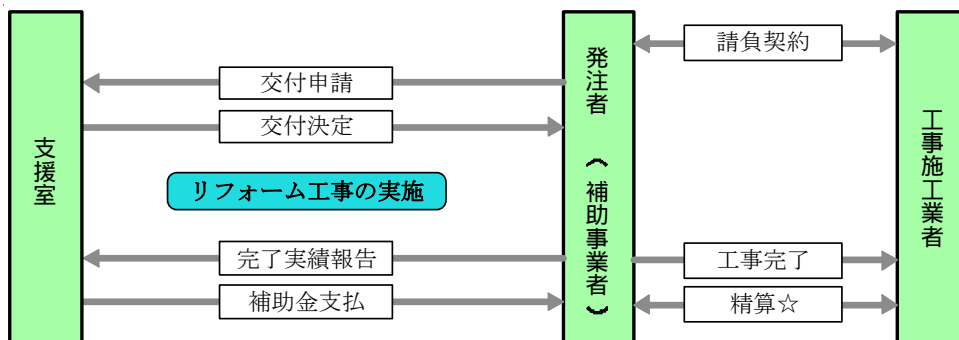 支援室
交付申請
交付決定
リフォーム工事の実施
完了実績報告
補助金支払
発注者（補助事業者）
請負契約
工事完了
精算☆
工事施工業者